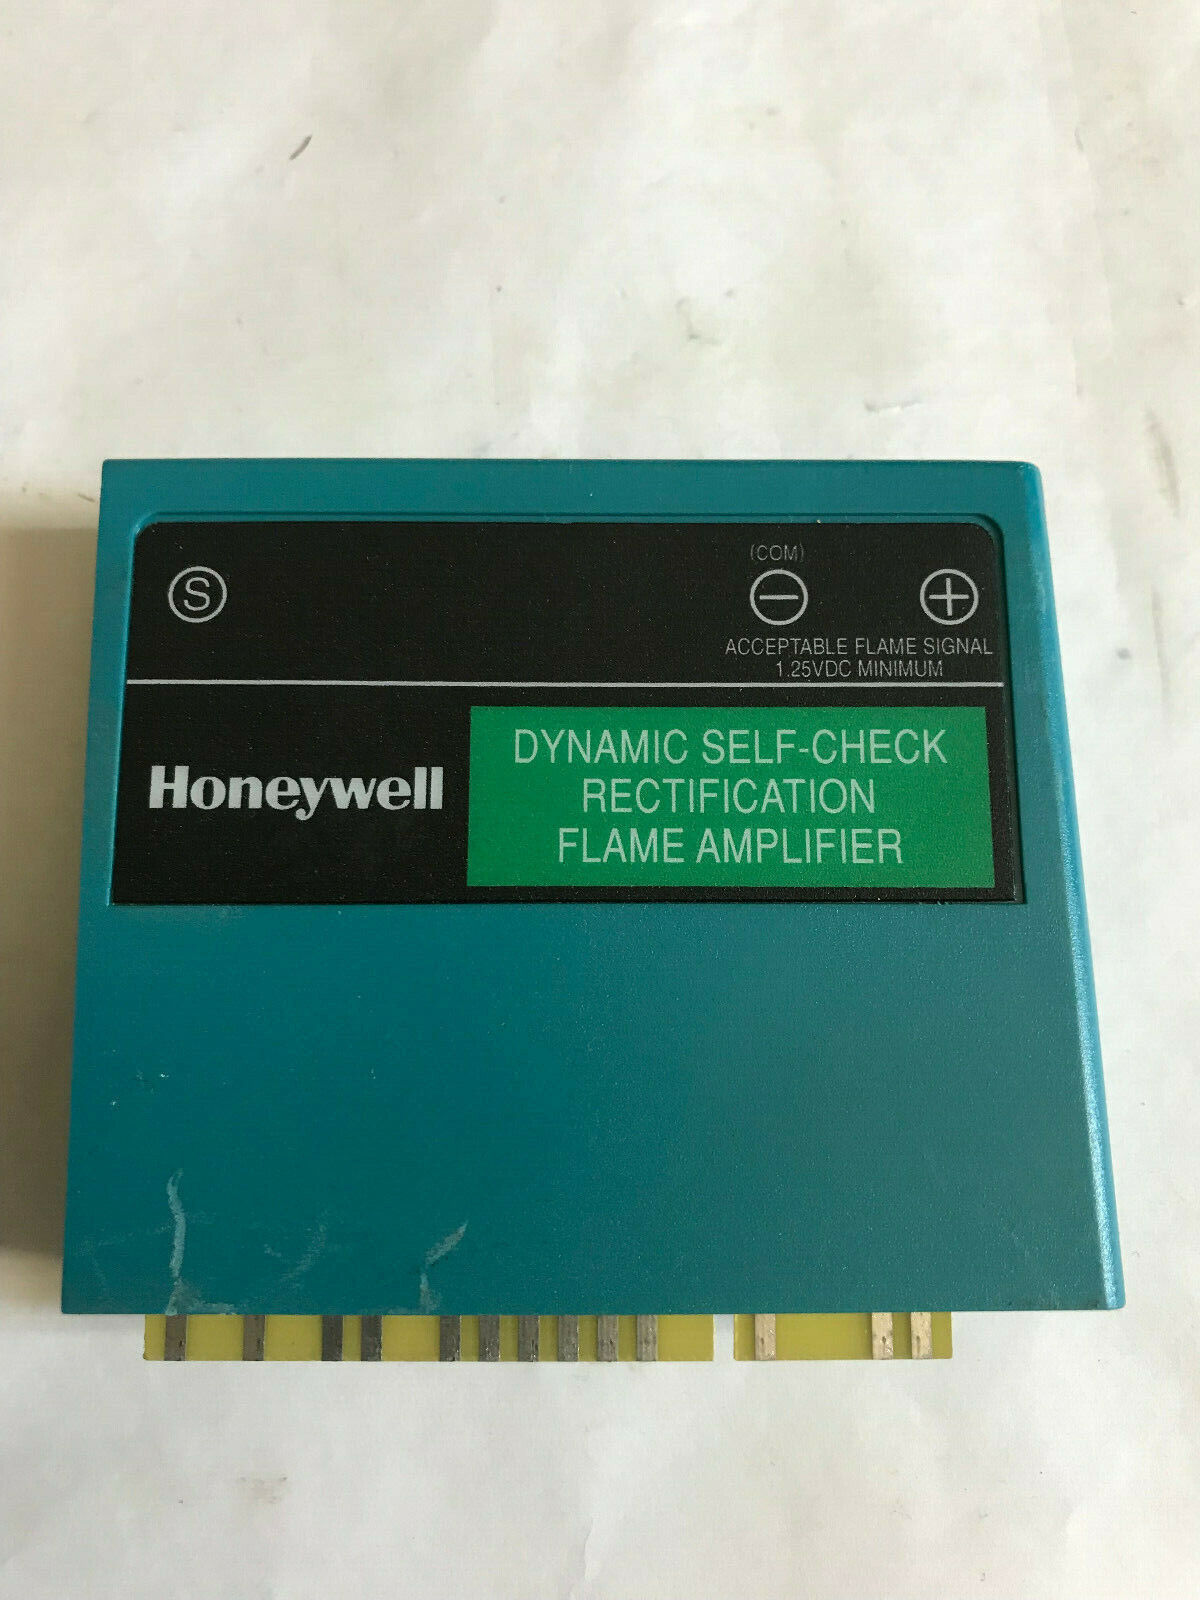 S
(COM)
− +
ACCEPTABLE FLAME SIGNAL
1.25VDC MINIMUM
Honeywell
DYNAMIC SELF-CHECK
RECTIFICATION
FLAME AMPLIFIER